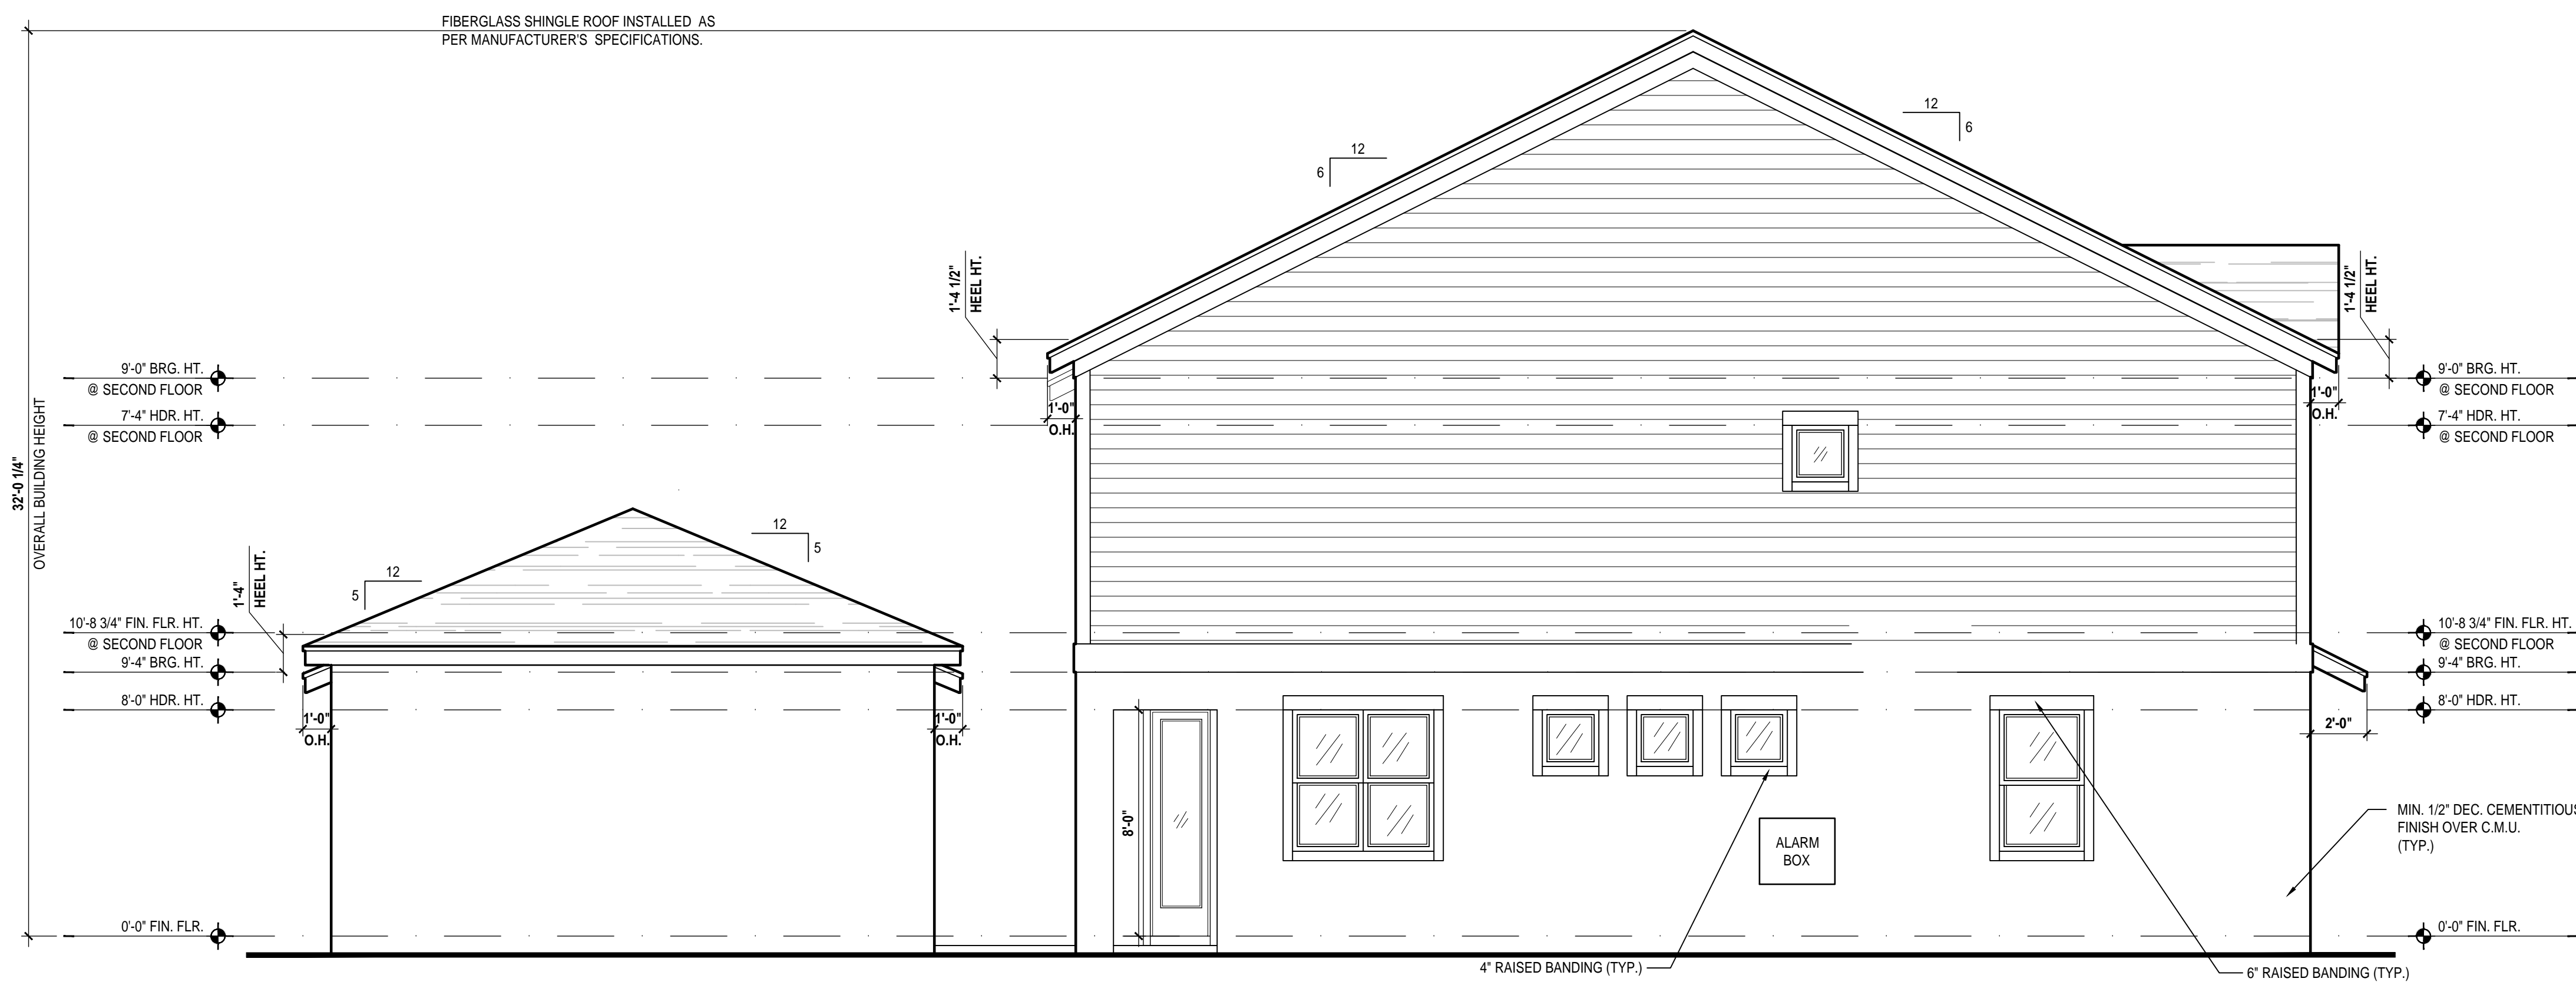 FIBERGLASS SHINGLE ROOF INSTALLED AS
PER MANUFACTURER'S SPECIFICATIONS.
12
6
12
6
1'-4 1/2"
HEEL HT.
1'-4 1/2"
HEEL HT.
9'-0" BRG. HT.
@ SECOND FLOOR
7'-4" HDR. HT.
@ SECOND FLOOR
9'-0" BRG. HT.
@ SECOND FLOOR
7'-4" HDR. HT.
@ SECOND FLOOR
1'-0"
O.H.
1'-0"
O.H.
32'-0 1/4"
OVERALL BUILDING HEIGHT
12
5
12
5
1'-4"
HEEL HT.
10'-8 3/4" FIN. FLR. HT.
@ SECOND FLOOR
9'-4" BRG. HT.
8'-0" HDR. HT.
10'-8 3/4" FIN. FLR. HT.
@ SECOND FLOOR
9'-4" BRG. HT.
8'-0" HDR. HT.
1'-0"
O.H.
1'-0"
O.H.
2'-0"
8'-0"
ALARM
BOX
MIN. 1/2" DEC. CEMENTITIOUS
FINISH OVER C.M.U.
(TYP.)
0'-0" FIN. FLR.
0'-0" FIN. FLR.
4" RAISED BANDING (TYP.)
6" RAISED BANDING (TYP.)